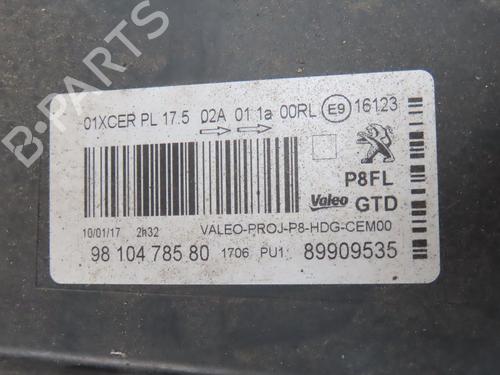 01XCER PL 17.5 02A 01 1a 00RL E9 16123
P8FL
Valeo GTD
10/01/17 2h32 VALEO-PROJ-P8-HDG-CEM00
98 104 785 80 1706 PU1: 89909535
B-PARTS